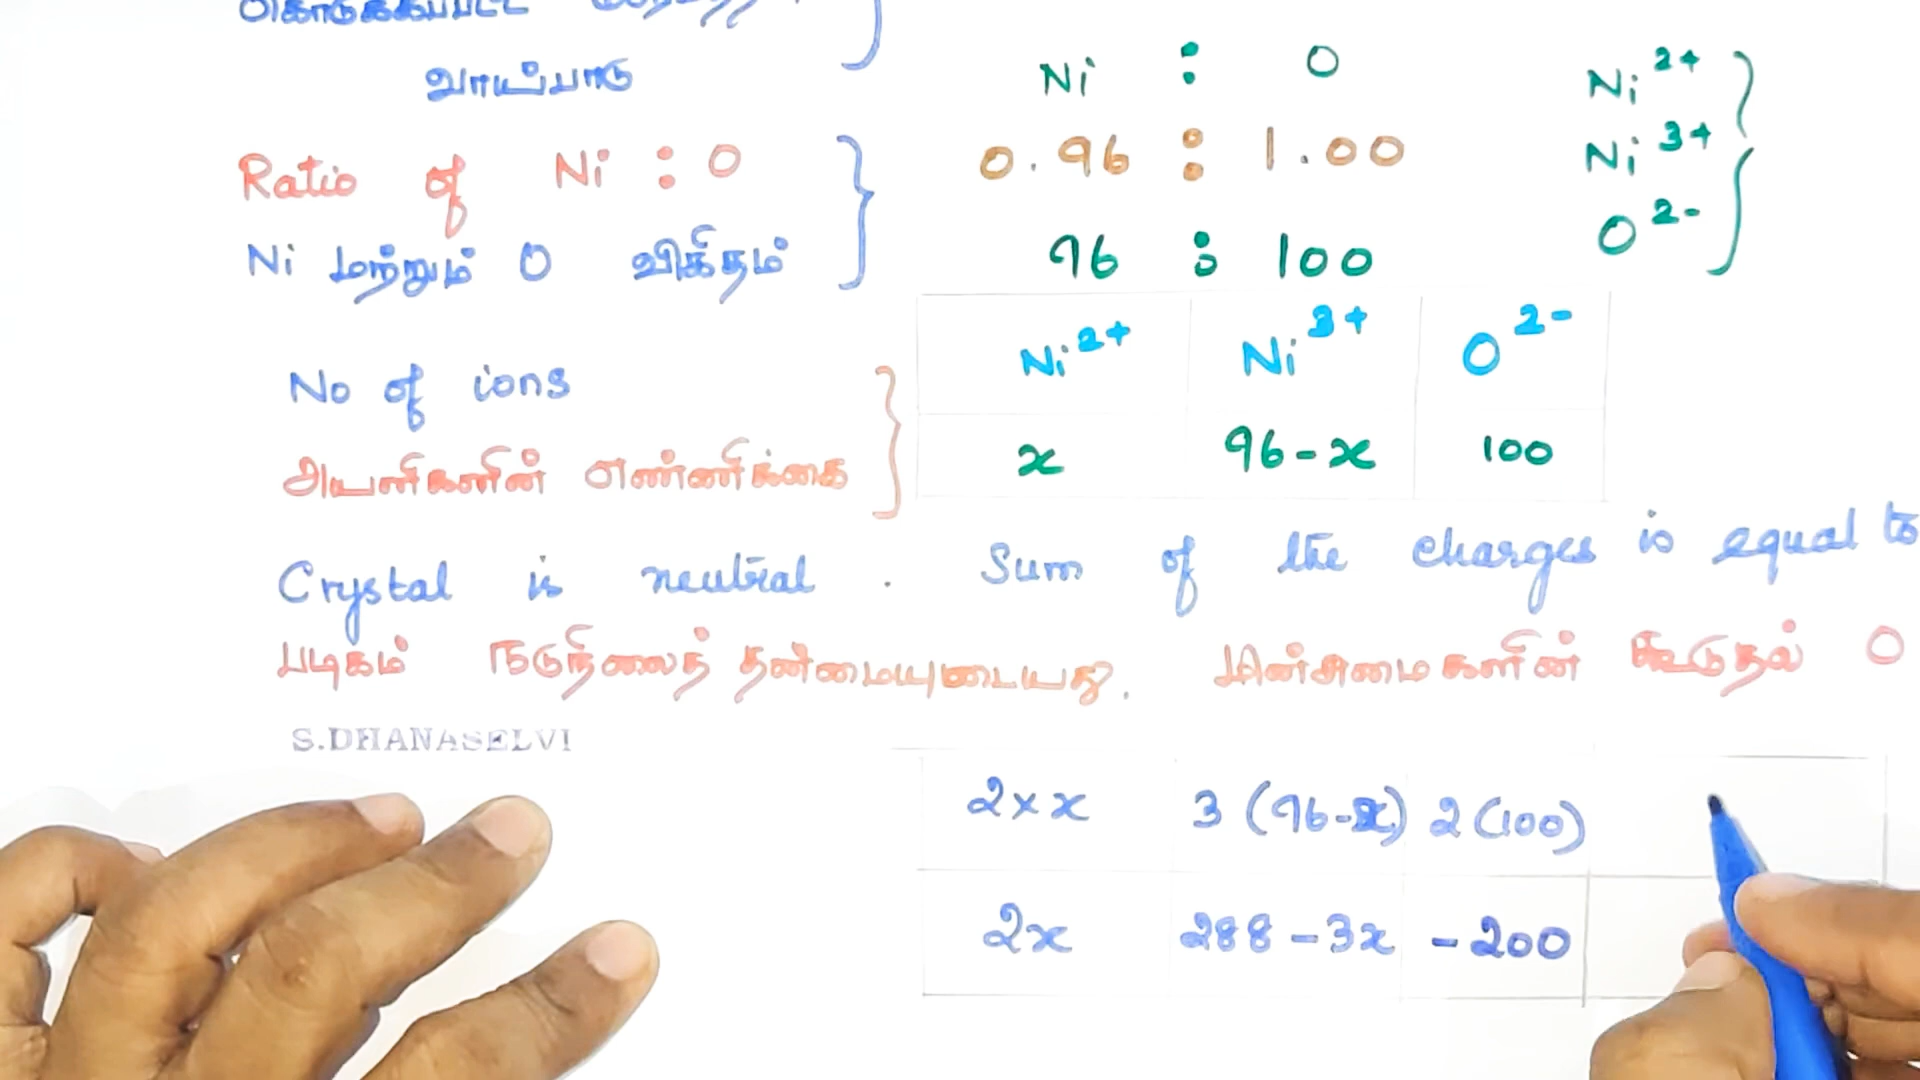 வாய்பாடு
Ni : O
Ni2+
Ratio of Ni : O
0.96 : 1.00
Ni3+
Ni மற்றும் O விகிதம்
96 : 100
O2-
Ni2+ Ni3+ O2-
No of ions
x 96-x 100
அயனிகளின் எண்ணிக்கை
Crystal is neutral . Sum of the charges is equal to
படிகம் நடுநிலைத் தன்மையுடையது. மின்சுமைகளின் கூடுதல் 0
S.DHANASELVI
2×x 3(96-x) 2(100)
2x 288-3x -200